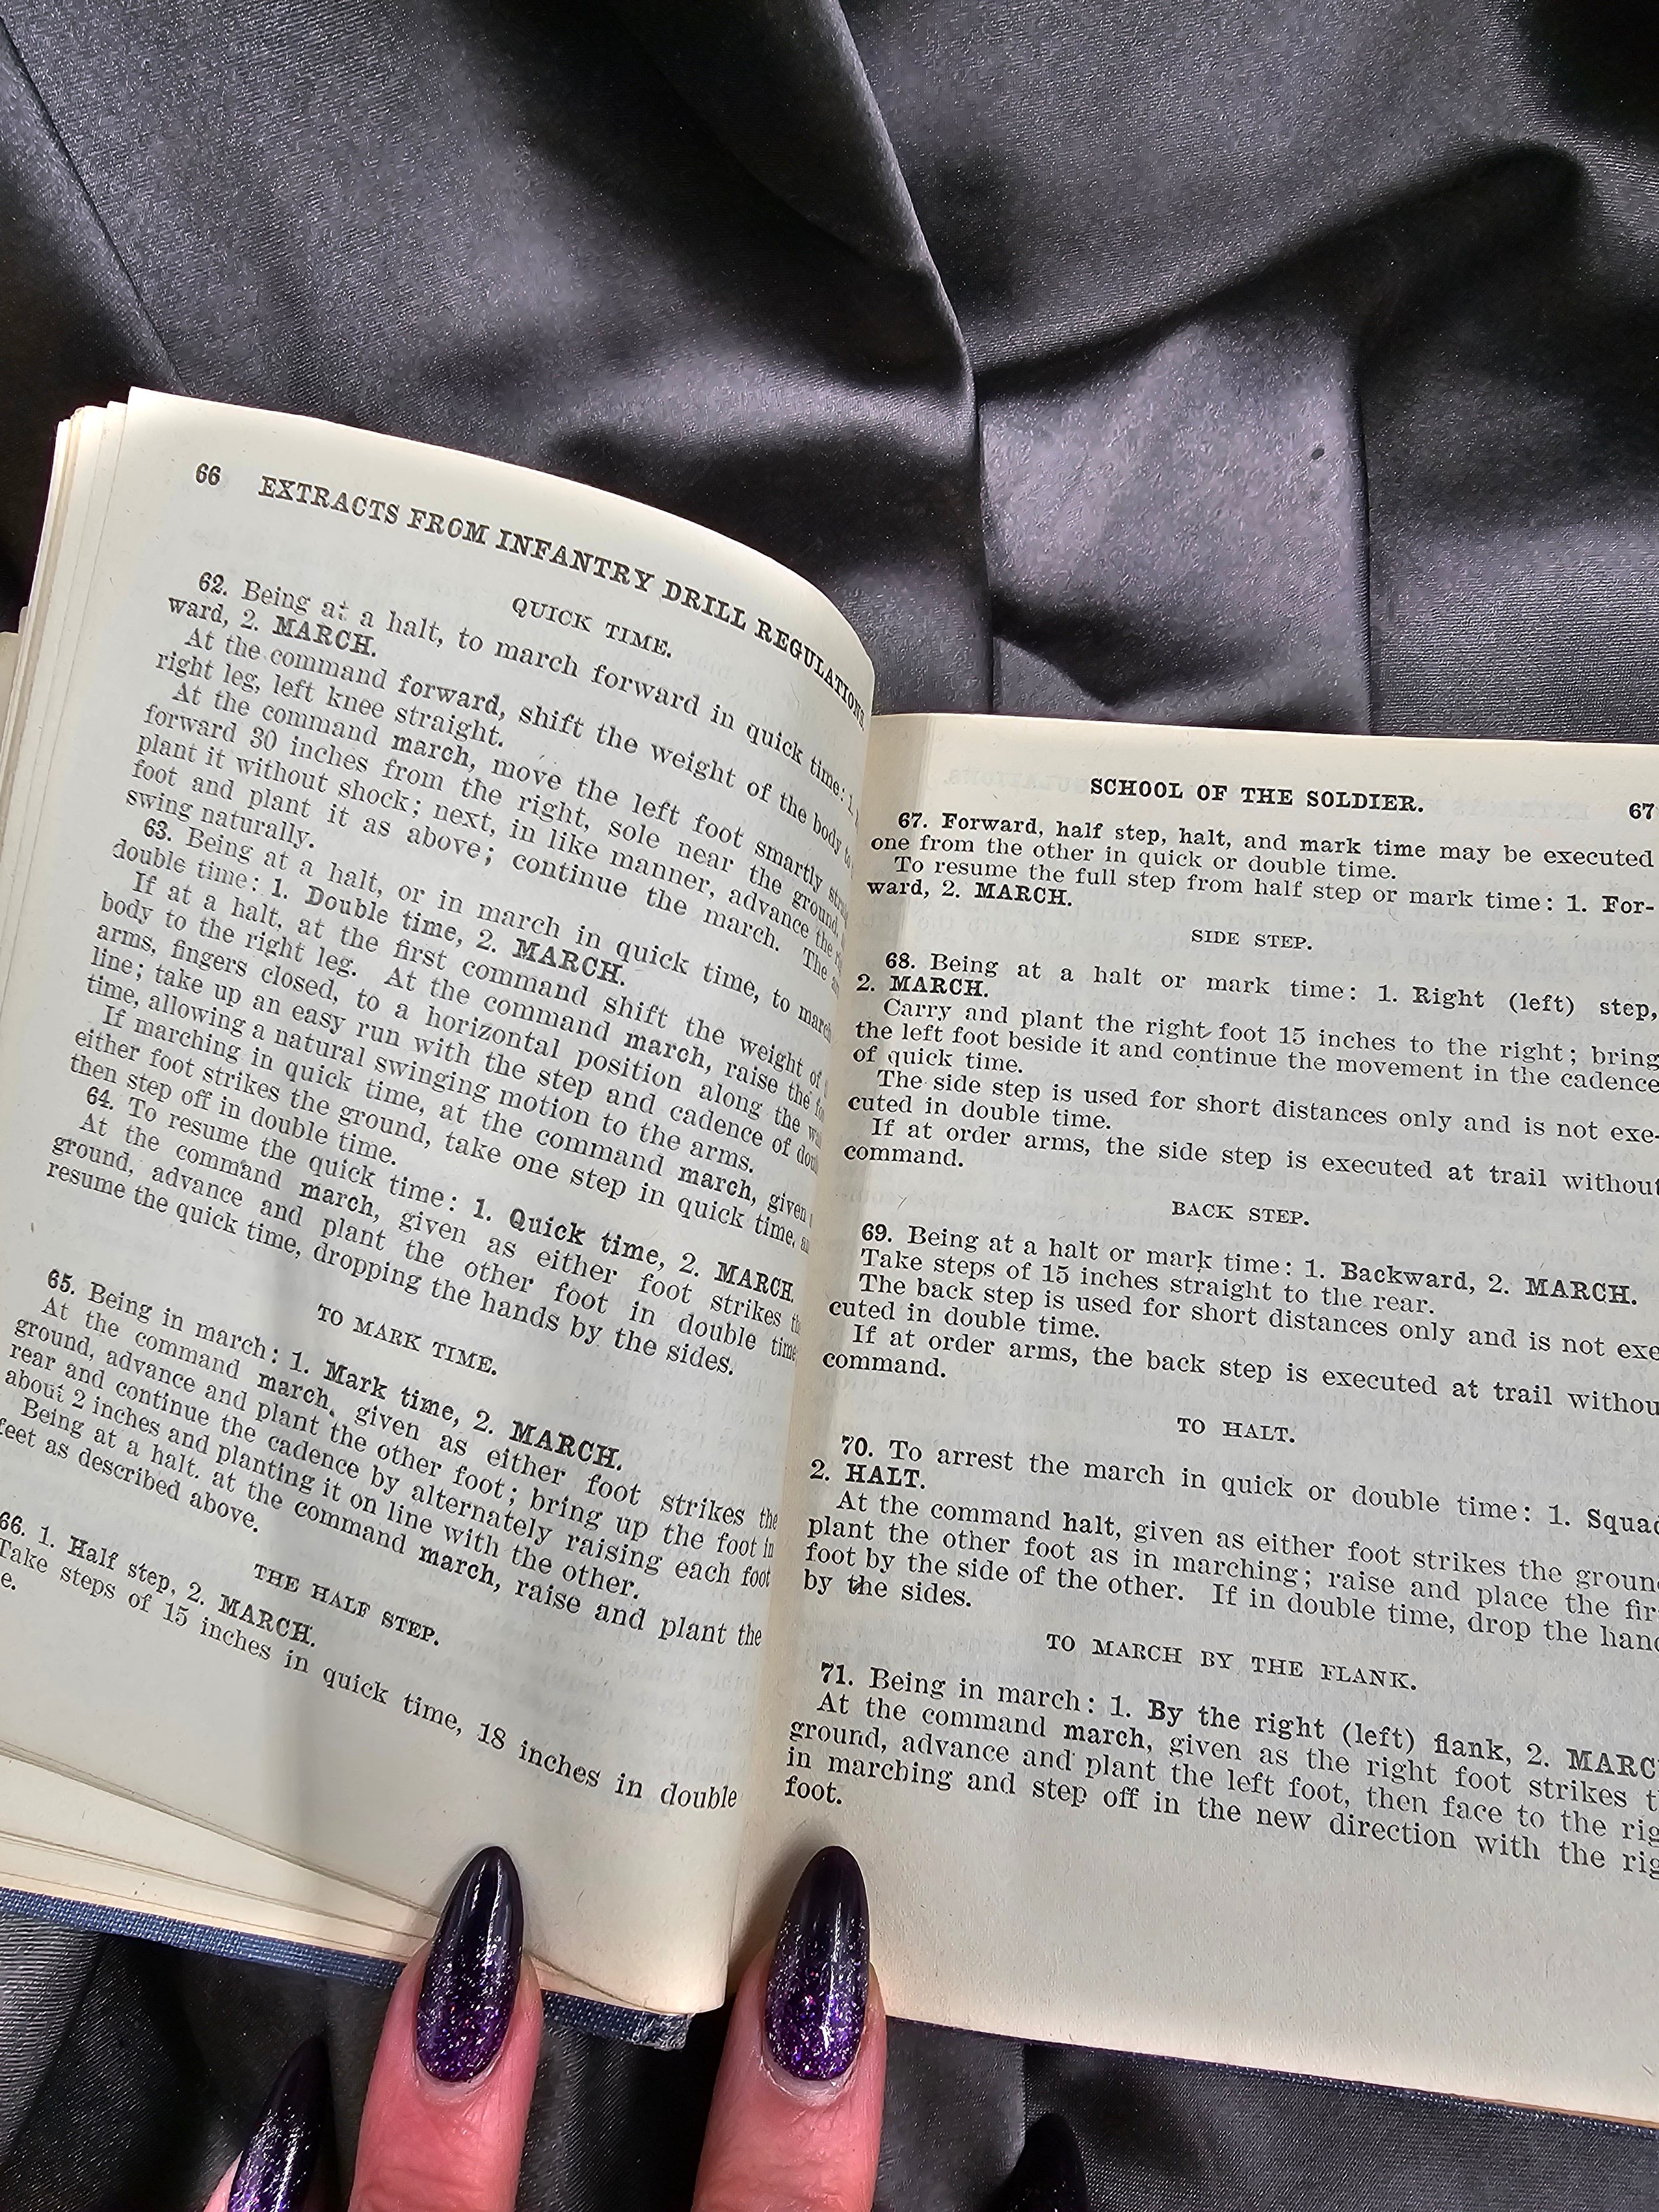 66 EXTRACTS FROM INFANTRY DRILL REGULATIONS.
QUICK TIME.
62. Being at a halt, to march forward in quick time: 1.
ward, 2. MARCH.
At the command forward, shift the weight of the body to
right leg, left knee straight.
At the command march, move the left foot smartly
forward 30 inches from the right, sole near the ground,
plant it without shock; next, in like manner, advance the
foot and plant it as above; continue the march. The
swing naturally.
63. Being at a halt, or in march in quick time, to march
double time: 1. Double time, 2. MARCH.
If at a halt, at the first command shift the weight of
body to the right leg. At the command march, raise the
arms, fingers closed, to a horizontal position along the
line; take up an easy run with the step and cadence of
time, allowing a natural swinging motion to the arms.
If marching in quick time, at the command march, given
either foot strikes the ground, take one step in quick time,
then step off in double time.
64. To resume the quick time: 1. Quick time, 2. MARCH.
At the command march, given as either foot strikes
ground, advance and plant the other foot in double time
resume the quick time, dropping the hands by the sides.
TO MARK TIME.
65. Being in march: 1. Mark time, 2. MARCH.
At the command march, given as either foot strikes the
ground, advance and plant the other foot; bring up the foot in
rear and continue the cadence by alternately raising each foot
about 2 inches and planting it on line with the other.
Being at a halt, at the command march, raise and plant the
feet as described above.
THE HALF STEP.
66. 1. Half step, 2. MARCH.
Take steps of 15 inches in quick time, 18 inches in double
e.
SCHOOL OF THE SOLDIER. 67
67. Forward, half step, halt, and mark time may be executed
one from the other in quick or double time.
To resume the full step from half step or mark time: 1. For-
ward, 2. MARCH.
SIDE STEP.
68. Being at a halt or mark time: 1. Right (left) step,
2. MARCH.
Carry and plant the right foot 15 inches to the right; bring
the left foot beside it and continue the movement in the cadence
of quick time.
The side step is used for short distances only and is not exe-
cuted in double time.
If at order arms, the side step is executed at trail without
command.
BACK STEP.
69. Being at a halt or mark time: 1. Backward, 2. MARCH.
Take steps of 15 inches straight to the rear.
The back step is used for short distances only and is not exe
cuted in double time.
If at order arms, the back step is executed at trail withou
command.
TO HALT.
70. To arrest the march in quick or double time: 1. Squad
2. HALT.
At the command halt, given as either foot strikes the groun
plant the other foot as in marching; raise and place the fir
foot by the side of the other. If in double time, drop the hand
by the sides.
TO MARCH BY THE FLANK.
71. Being in march: 1. By the right (left) flank, 2. MARC
At the command march, given as the right foot strikes t
ground, advance and plant the left foot, then face to the rig
in marching and step off in the new direction with the rig
foot.